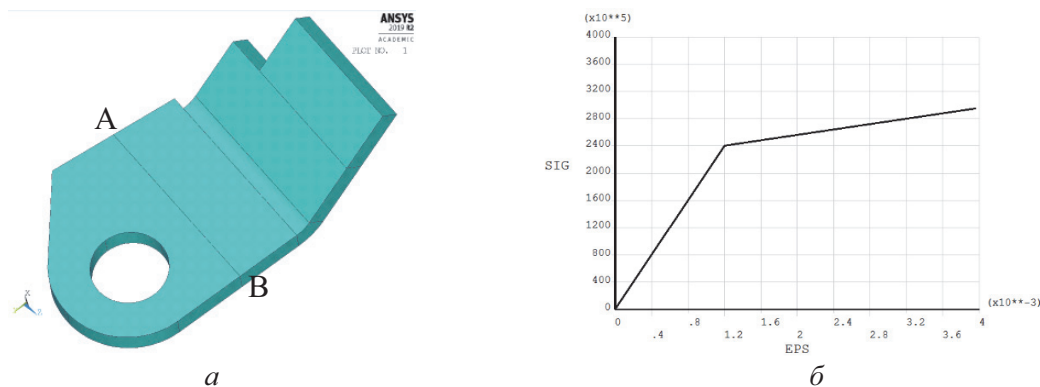 ANSYS
2019 R2
ACADEMIC
PLOT NO. 1
A
B
X
Y
Z
а
(x10**5)
4000
3600
3200
2800
2400
2000
1600
1200
800
400
0
SIG
0 .8 1.6 2.4 3.2 4
.4 1.2 2 2.8 3.6
(x10**-3)
EPS
б